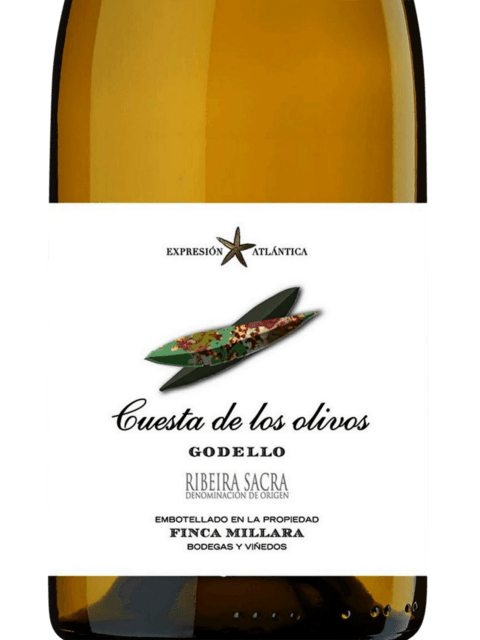 EXPRESIÓN ATLÁNTICA
Cuesta de los olivos
GODELLO
RIBEIRA SACRA
DENOMINACIÓN DE ORIGEN
EMBOTELLADO EN LA PROPIEDAD
FINCA MILLARA
BODEGAS Y VIÑEDOS